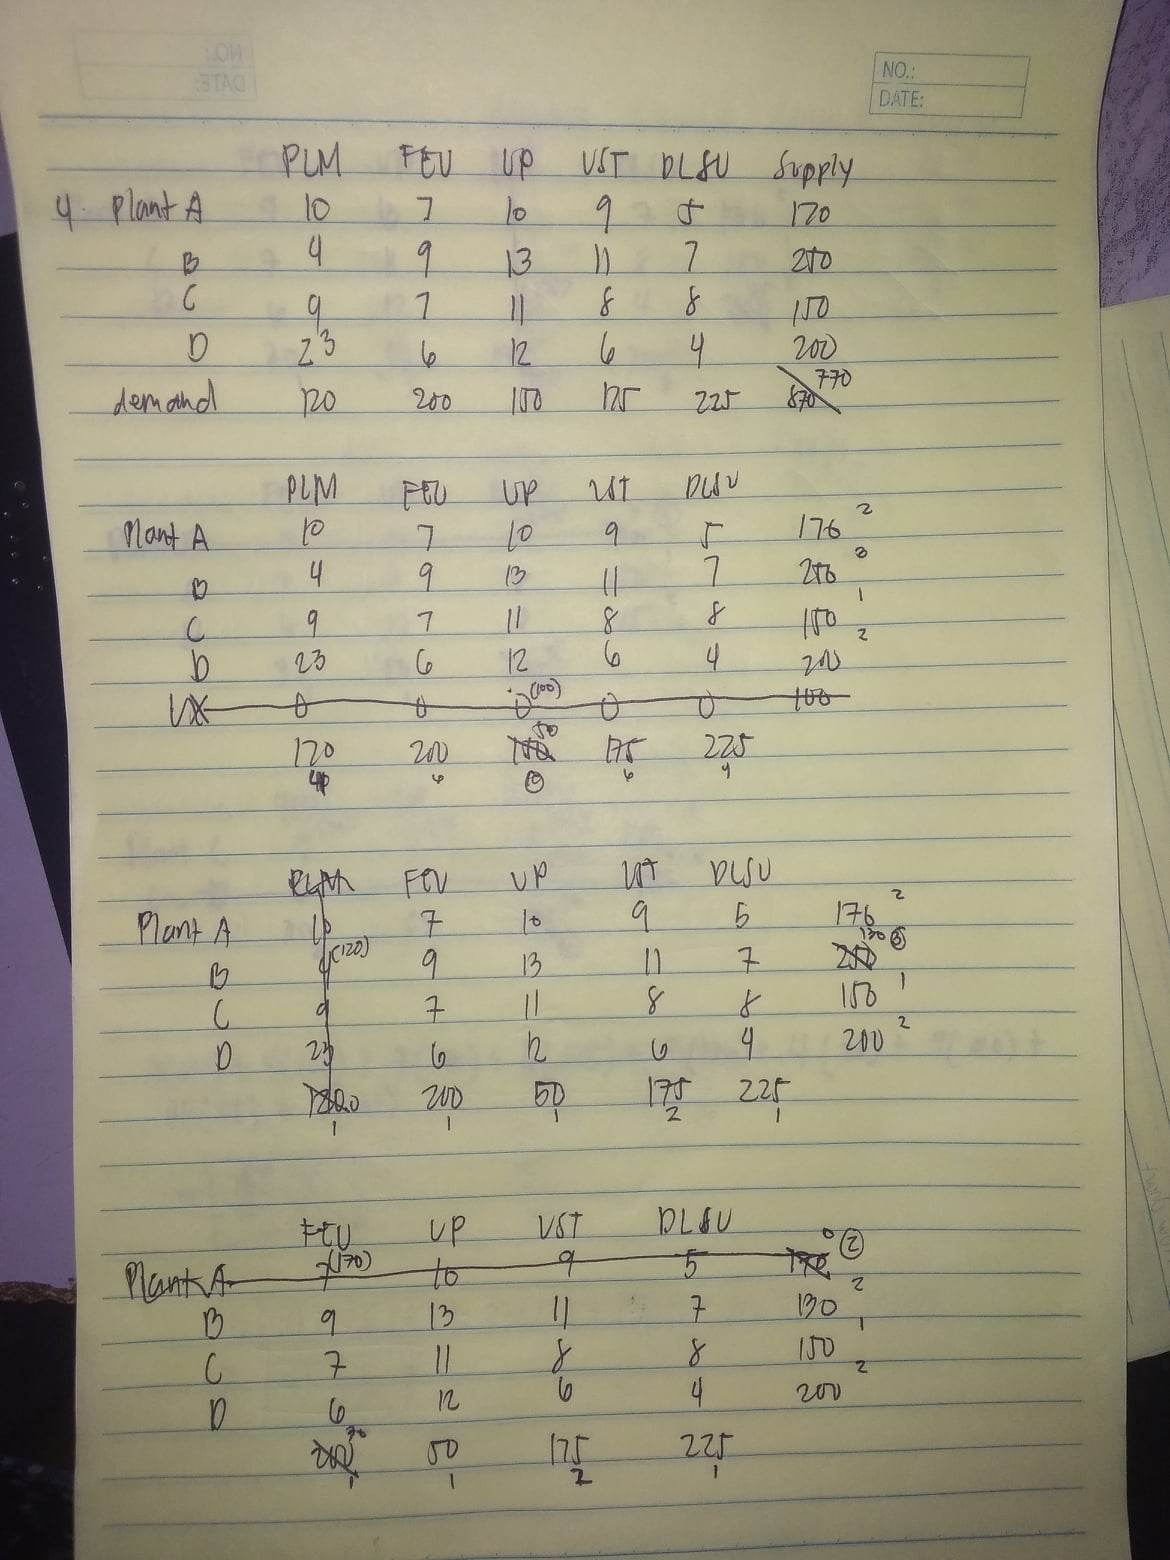 NO.:
DATE:
PLM FEU UP UST DLSU Supply
4. Plant A 10 7 10 9 5 170
B 4 9 13 11 7 250
C 9 7 11 8 8 150
D 23 6 12 6 4 200
demand 120 200 150 175 225 870 770
PLM FEU UP UST DLSU
Plant A 10 7 10 9 5 170 2
B 4 9 13 11 7 250 3
C 9 7 11 8 8 150 1
D 23 6 12 6 4 200 2
0 0 0 (100) 0 0 100
120 200 150 50 175 225
4 6 10 6 4
PLM FEU UP UST DLSU
Plant A 10 7 10 9 5 170 2
B 4 (120) 9 13 11 7 250 130 3
C 9 7 11 8 8 150 1
D 23 6 12 6 4 200 2
120 0 200 50 175 225
1 1 1 2 1
FEU UP UST DLSU
Plant A 7 (170) 10 9 5 170 0 2
B 9 13 11 7 130 2
C 7 11 8 8 150 1
D 6 12 6 4 200 2
200 30 50 175 225
1 1 2 1